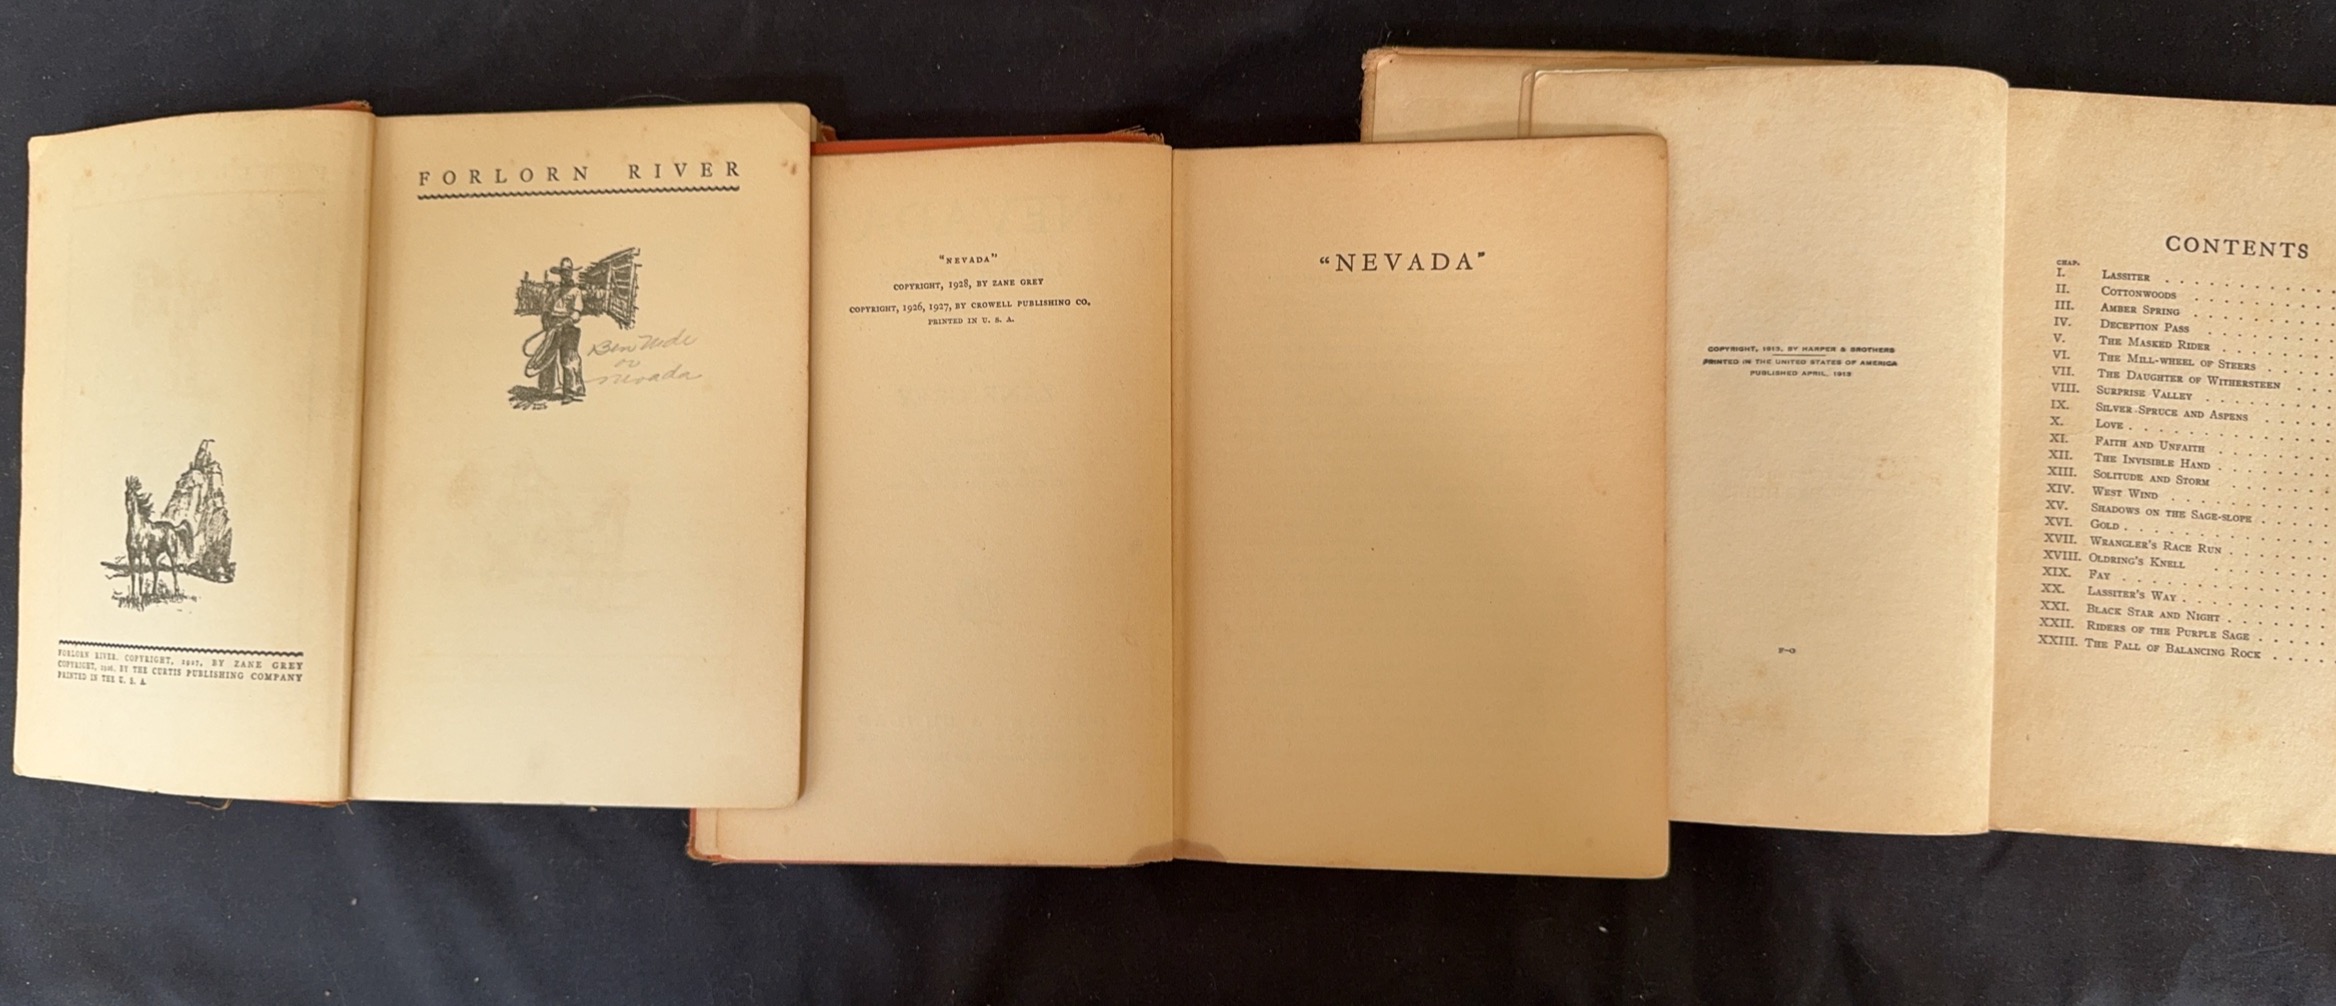 FORLORN RIVER. COPYRIGHT, 1927, BY ZANE GREY
COPYRIGHT, 1926, BY THE CURTIS PUBLISHING COMPANY
PRINTED IN THE U. S. A.
FORLORN RIVER
Ben Ide
or
Nevada
"NEVADA"
COPYRIGHT, 1928, BY ZANE GREY
COPYRIGHT, 1926, 1927, BY CROWELL PUBLISHING CO.
PRINTED IN U. S. A.
"NEVADA"
COPYRIGHT, 1912, BY HARPER & BROTHERS
PRINTED IN THE UNITED STATES OF AMERICA
PUBLISHED APRIL, 1912
F-G
CONTENTS
CHAP.
I. LASSITER
II. COTTONWOODS
III. AMBER SPRING
IV. DECEPTION PASS
V. THE MASKED RIDER
VI. THE MILL-WHEEL OF STEERS
VII. THE DAUGHTER OF WITHERSTEEN
VIII. SURPRISE VALLEY
IX. SILVER SPRUCE AND ASPENS
X. LOVE
XI. FAITH AND UNFAITH
XII. THE INVISIBLE HAND
XIII. SOLITUDE AND STORM
XIV. WEST WIND
XV. SHADOWS ON THE SAGE-SLOPE
XVI. GOLD
XVII. WRANGLER'S RACE RUN
XVIII. OLDRING'S KNELL
XIX. FAY
XX. LASSITER'S WAY
XXI. BLACK STAR AND NIGHT
XXII. RIDERS OF THE PURPLE SAGE
XXIII. THE FALL OF BALANCING ROCK